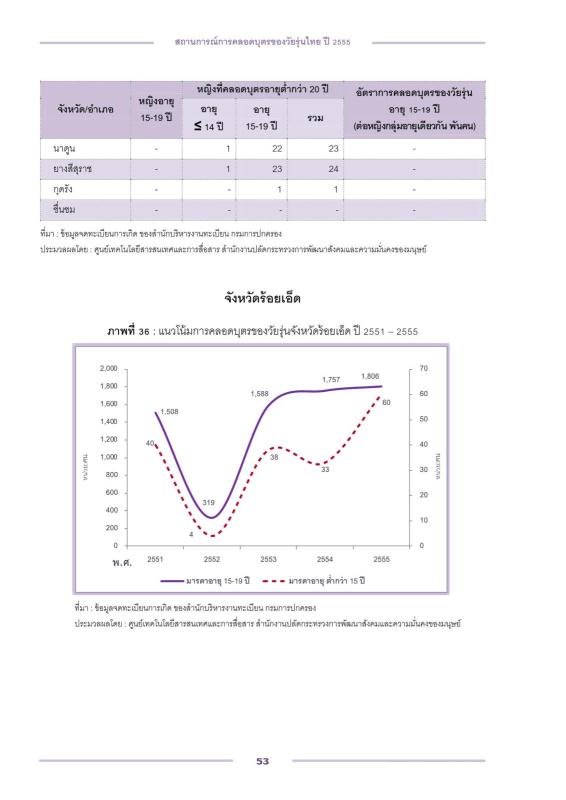 สถานการณ์การคลอดบุตรของวัยรุ่นไทย ปี 2555
จังหวัด/อำเภอ หญิงอายุ 15-19 ปี หญิงที่คลอดบุตรอายุต่ำกว่า 20 ปี อัตราการคลอดบุตรของวัยรุ่น อายุ 15-19 ปี (ต่อหญิงกลุ่มอายุเดียวกัน พันคน)
อายุ ≤ 14 ปี อายุ 15-19 ปี รวม
นาดูน - 1 22 23 -
ยางสีสุราช - 1 23 24 -
กุดรัง - - 1 1 -
ชื่นชม - - - - -
ที่มา : ข้อมูลจดทะเบียนการเกิด ของสำนักบริหารงานทะเบียน กรมการปกครอง
ประมวลผลโดย : ศูนย์เทคโนโลยีสารสนเทศและการสื่อสาร สำนักงานปลัดกระทรวงการพัฒนาสังคมและความมั่นคงของมนุษย์
จังหวัดร้อยเอ็ด
ภาพที่ 36 : แนวโน้มการคลอดบุตรของวัยรุ่นจังหวัดร้อยเอ็ด ปี 2551 – 2555
2,000 70
1,800 60
1,600 50
1,400 40
1,200 30
1,000 20
800 10
600 0
400
200
0
หน่วย:คน
หน่วย:คน
1,508
319
1,588
1,757
1,806
40
4
38
33
60
พ.ศ. 2551 2552 2553 2554 2555
มารดาอายุ 15-19 ปี มารดาอายุ ต่ำกว่า 15 ปี
ที่มา : ข้อมูลจดทะเบียนการเกิด ของสำนักบริหารงานทะเบียน กรมการปกครอง
ประมวลผลโดย : ศูนย์เทคโนโลยีสารสนเทศและการสื่อสาร สำนักงานปลัดกระทรวงการพัฒนาสังคมและความมั่นคงของมนุษย์
53